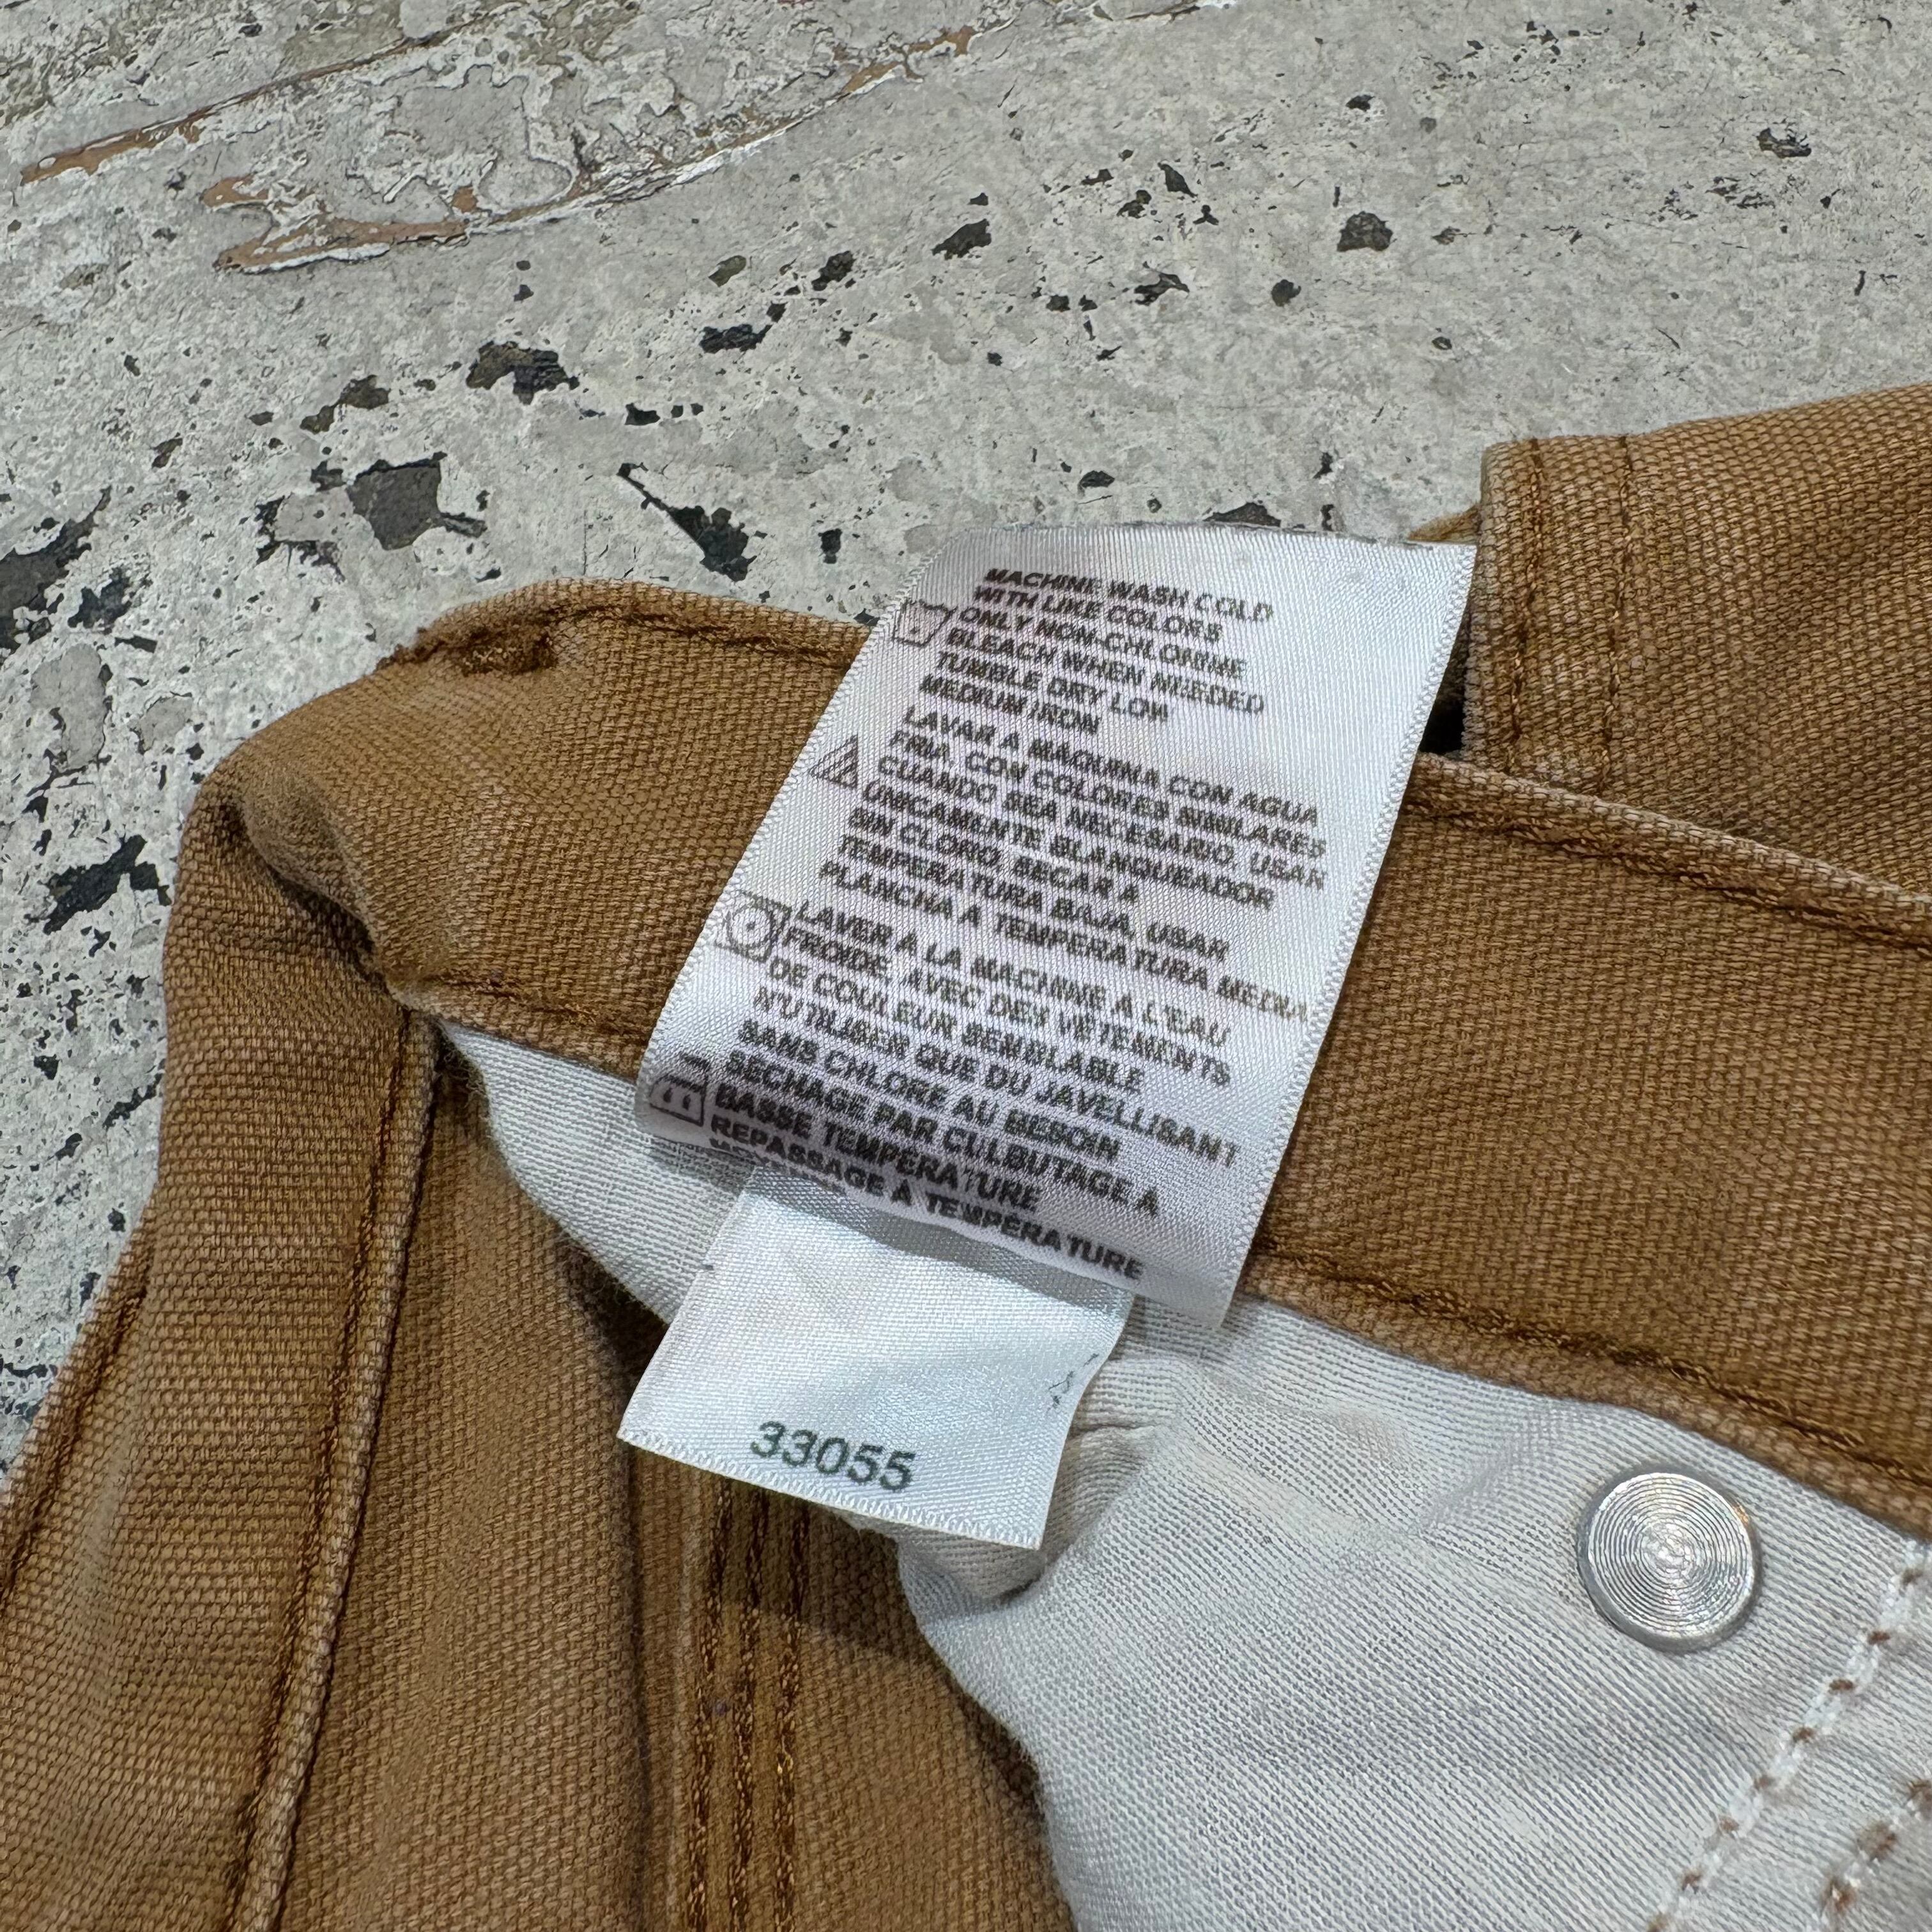 MACHINE WASH COLD
WITH LIKE COLORS
ONLY NON-CHLORINE
BLEACH WHEN NEEDED
TUMBLE DRY LOW
MEDIUM IRON
LAVAR A MÁQUINA CON AGUA
FRIA, CON COLORES SIMILARES
CUANDO SEA NECESARIO, USAR
UNICAMENTE BLANQUEADOR
SIN CLORO, SECAR A
TEMPERATURA BAJA, USAR
PLANCHA A TEMPERATURA MEDIA
LAVER À LA MACHINE À L'EAU
FROIDE, AVEC DES VÊTEMENTS
DE COULEUR SEMBLABLE
N'UTILISER QUE DU JAVELLISANT
SANS CHLORE AU BESOIN
SECHAGE PAR CULBUTAGE À
BASSE TEMPÉRATURE
REPASSAGE À TEMPÉRATURE
33055